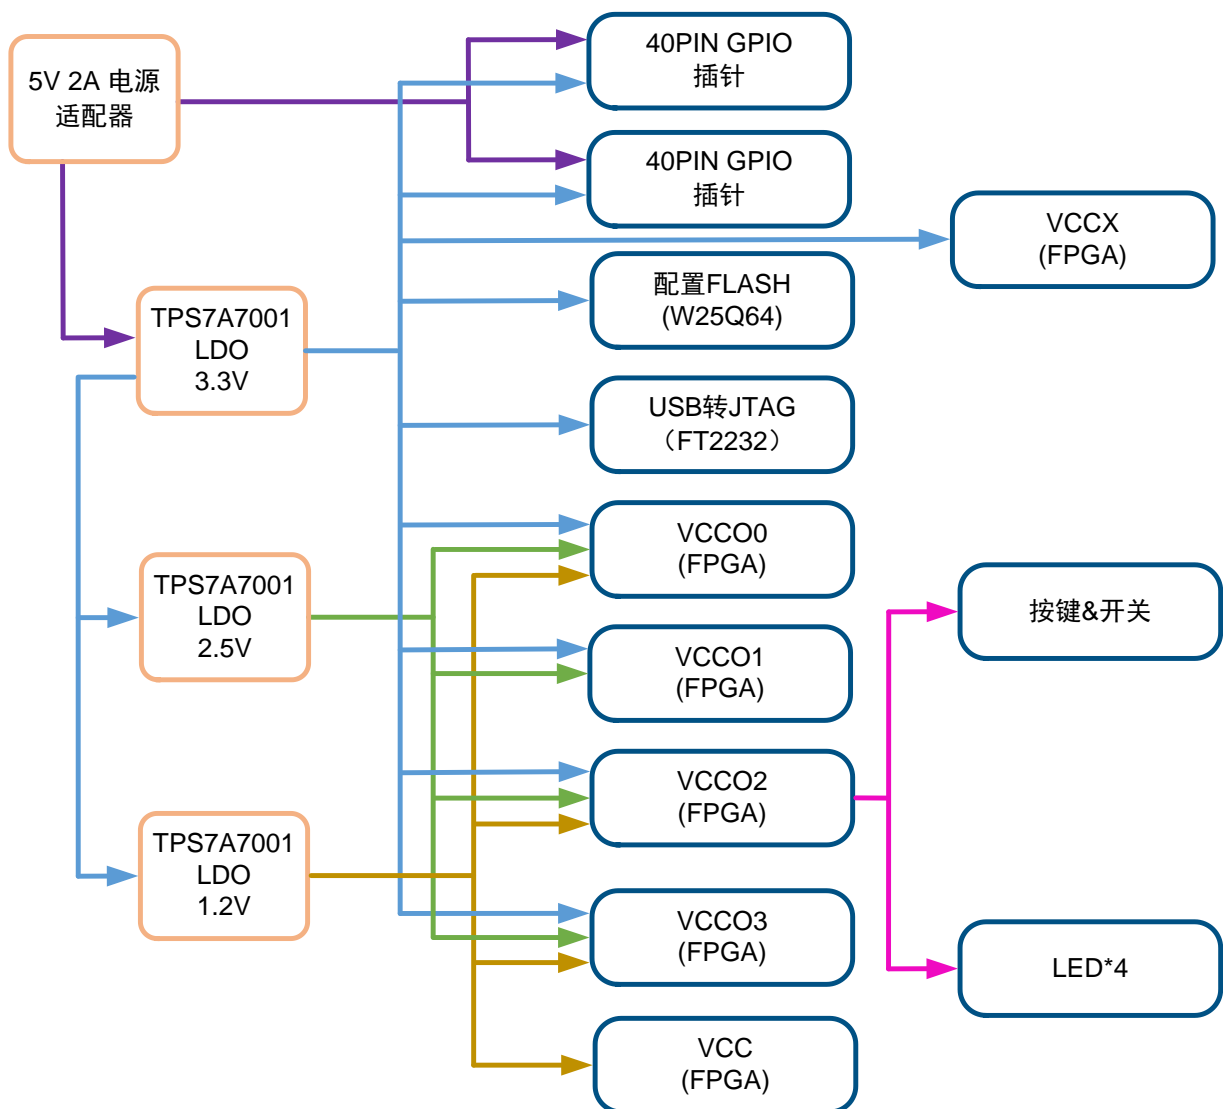 5V 2A 电源
适配器
40PIN GPIO
插针
40PIN GPIO
插针
VCCX
(FPGA)
TPS7A7001
LDO
3.3V
配置FLASH
(W25Q64)
USB转JTAG
（FT2232）
TPS7A7001
LDO
2.5V
VCCO0
(FPGA)
按键&开关
VCCO1
(FPGA)
VCCO2
(FPGA)
TPS7A7001
LDO
1.2V
VCCO3
(FPGA)
LED*4
VCC
(FPGA)